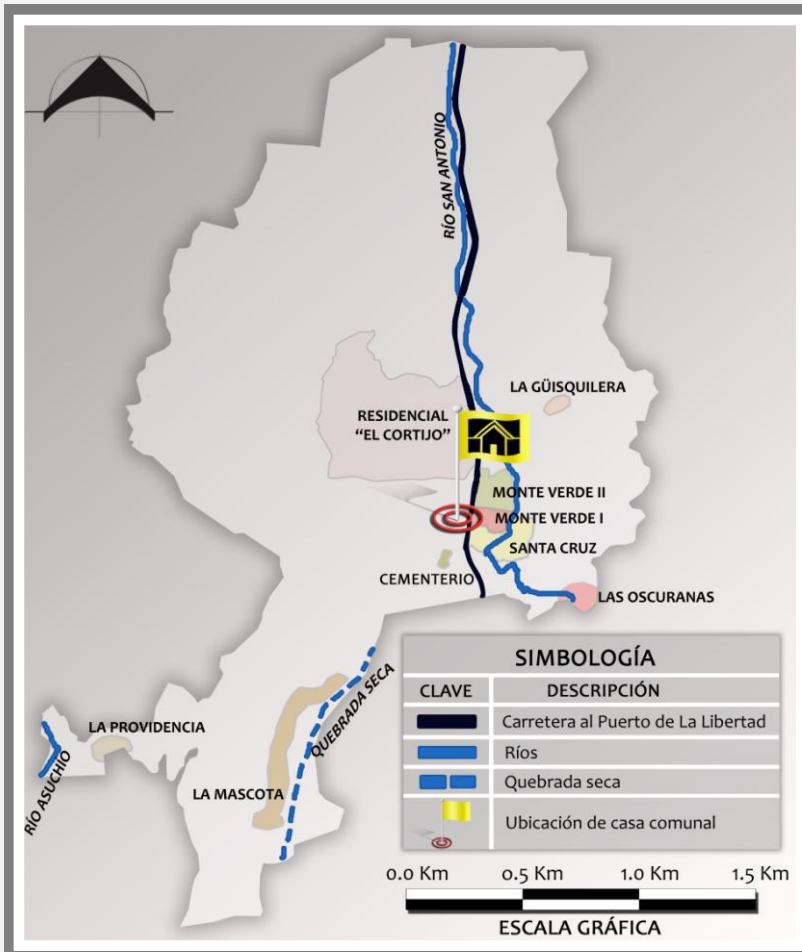 RÍO SAN ANTONIO
LA GÜISQUILERA
RESIDENCIAL
“EL CORTIJO”
MONTE VERDE II
MONTE VERDE I
SANTA CRUZ
CEMENTERIO
LAS OSCURANAS
QUEBRADA SECA
LA PROVIDENCIA
RÍO ASUCHIO
LA MASCOTA
SIMBOLOGÍA
CLAVE DESCRIPCIÓN
Carretera al Puerto de La Libertad
Ríos
Quebrada seca
Ubicación de casa comunal
0.0 Km 0.5 Km 1.0 Km 1.5 Km
ESCALA GRÁFICA